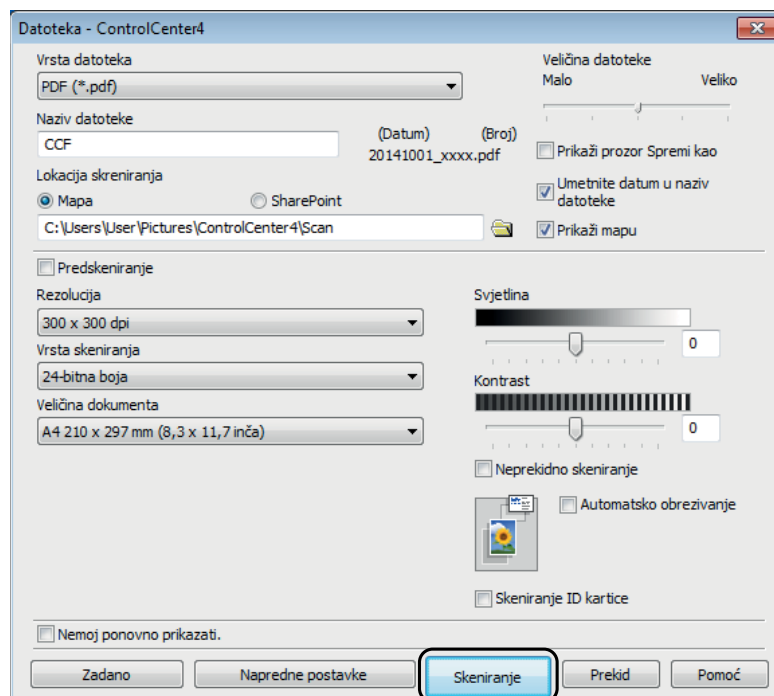 Datoteka - ControlCenter4
Vrsta datoteka
PDF (*.pdf)
Naziv datoteke
CCF
(Datum) (Broj)
20141001_xxxx.pdf
Lokacija skreniranja
Mapa
SharePoint
C:\Users\User\Pictures\ControlCenter4\Scan
Veličina datoteke
Malo Veliko
Prikaži prozor Spremi kao
Umetnite datum u naziv
datoteke
Prikaži mapu
Predskeniranje
Rezolucija
300 x 300 dpi
Vrsta skeniranja
24-bitna boja
Veličina dokumenta
A4 210 x 297 mm (8,3 x 11,7 inča)
Svjetlina
0
Kontrast
0
Neprekidno skeniranje
Automatsko obrezivanje
Skeniranje ID kartice
Nemoj ponovno prikazati.
Zadano
Napredne postavke
Skeniranje
Prekid
Pomoć